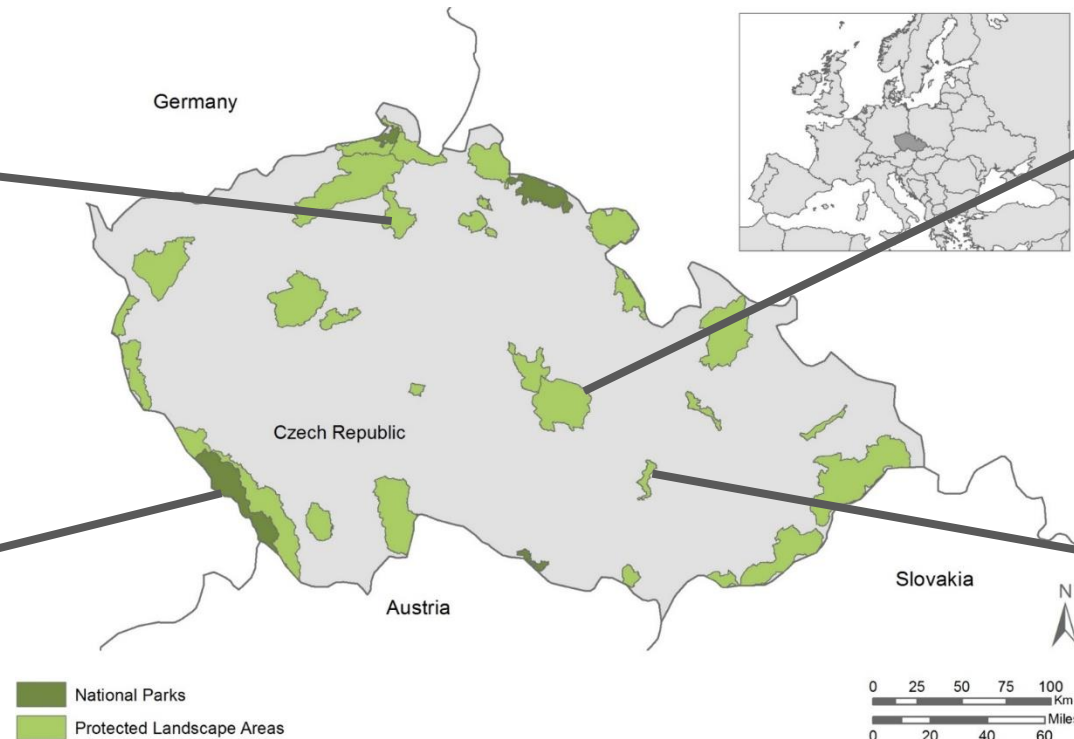 Germany
Czech Republic
Austria
Slovakia
N
National Parks
Protected Landscape Areas
0 25 50 75 100
Km
Miles
0 20 40 60